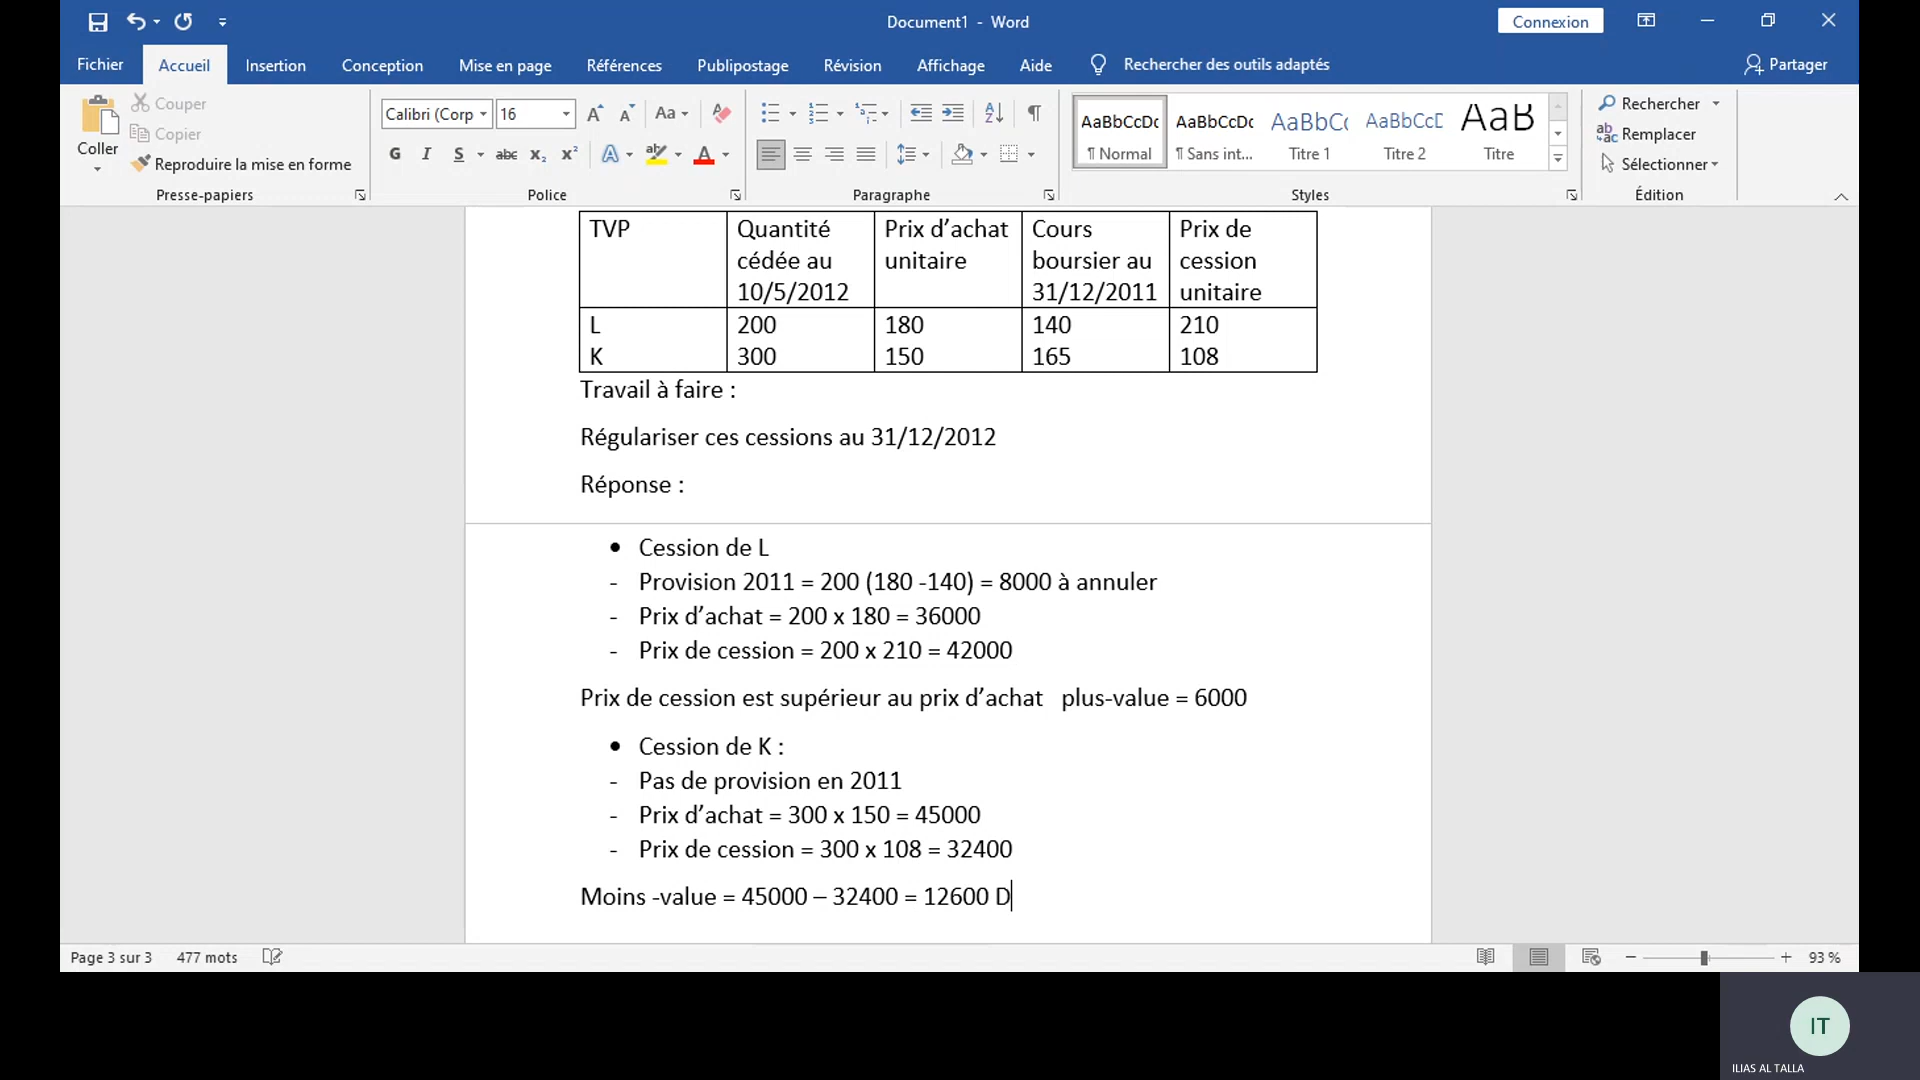 Document1 - Word
Connexion
Fichier Accueil Insertion Conception Mise en page Références Publipostage Révision Affichage Aide Rechercher des outils adaptés Partager
Coller
Couper
Copier
Reproduire la mise en forme
Presse-papiers
Calibri (Corp 16
Aa
G I S abc x₂ x² A A
Police
Paragraphe
AaBbCcDc AaBbCcDc AaBbCc AaBbCcD AaB
¶ Normal ¶ Sans int... Titre 1 Titre 2 Titre
Styles
Rechercher
Remplacer
Sélectionner
Édition
TVP Quantité cédée au 10/5/2012 Prix d’achat unitaire Cours boursier au 31/12/2011 Prix de cession unitaire
L 200 180 140 210
K 300 150 165 108
Travail à faire :
Régulariser ces cessions au 31/12/2012
Réponse :
• Cession de L
- Provision 2011 = 200 (180 -140) = 8000 à annuler
- Prix d’achat = 200 x 180 = 36000
- Prix de cession = 200 x 210 = 42000
Prix de cession est supérieur au prix d’achat plus-value = 6000
• Cession de K :
- Pas de provision en 2011
- Prix d’achat = 300 x 150 = 45000
- Prix de cession = 300 x 108 = 32400
Moins -value = 45000 – 32400 = 12600 D
Page 3 sur 3 477 mots 93 %
IT
ILIAS AL TALLA